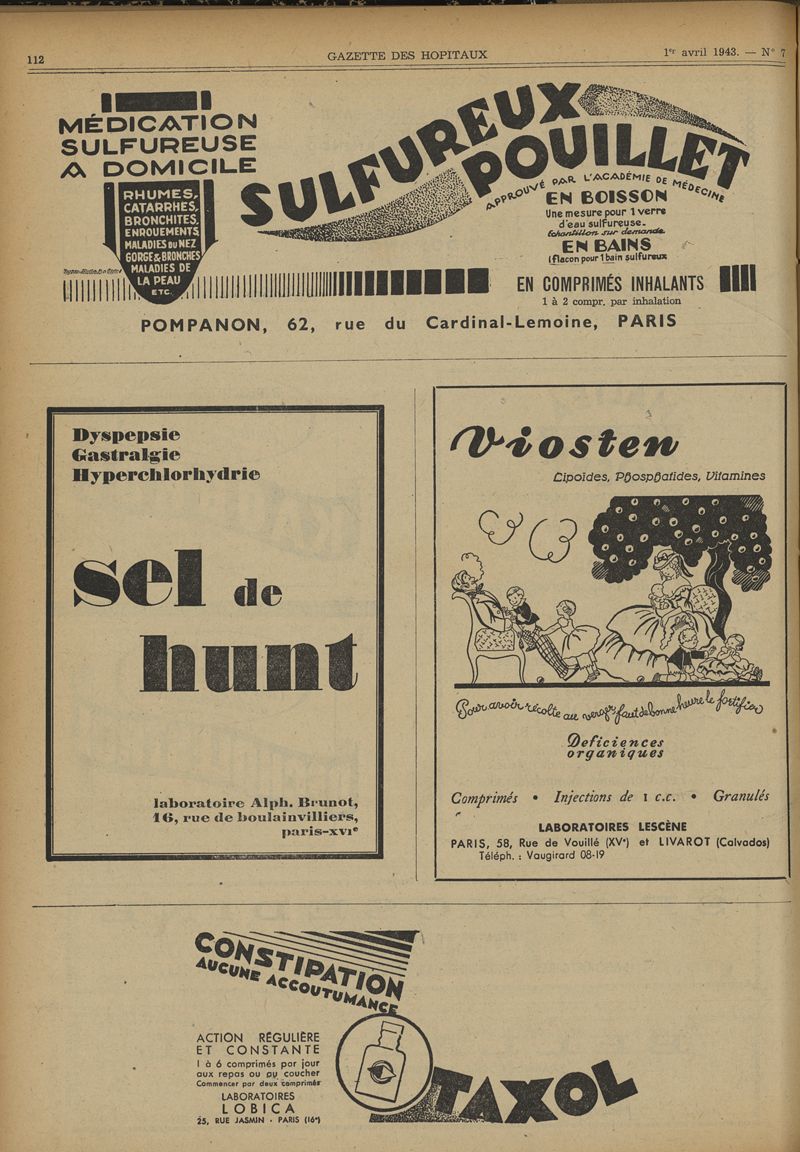 112
GAZETTE DES HOPITAUX
1er avril 1943. — N° 7
MÉDICATION
SULFUREUSE
A DOMICILE
RHUMES,
CATARRHES,
BRONCHITES,
ENROUEMENTS
MALADIES DU NEZ
GORGE & BRONCHES
MALADIES DE
LA PEAU
ETC.
SULFUREUX
POUILLET
APPROUVÉ PAR L'ACADÉMIE DE MÉDECINE
EN BOISSON
Une mesure pour 1 verre
d'eau sulfureuse.
Echantillon sur demande.
EN BAINS
1 flacon pour 1 bain sulfureux
EN COMPRIMÉS INHALANTS
1 à 2 compr. par inhalation
POMPANON, 62, rue du Cardinal-Lemoine, PARIS
Dyspepsie
Gastralgie
Hyperchlorhydrie
sel de
hunt
laboratoire Alph. Brunot,
16, rue de boulainvilliers,
paris-XVIe
Viosten
Lipoïdes, Phosphatides, Vitamines
Pour avoir récolte au verger faut de bonne heure le fortifier
Deficiences
organiques
Comprimés • Injections de 1 c.c. • Granulés
LABORATOIRES LESCÈNE
PARIS, 58, Rue de Vouillé (XVe) et LIVAROT (Calvados)
Téléph. : Vaugirard 08-19
CONSTIPATION
AUCUNE ACCOUTUMANCE
ACTION RÉGULIÈRE
ET CONSTANTE
1 à 6 comprimés par jour
aux repas ou au coucher
Commencer par deux comprimés
LABORATOIRES
LOBICA
25, RUE JASMIN - PARIS (16e)
TAXOL